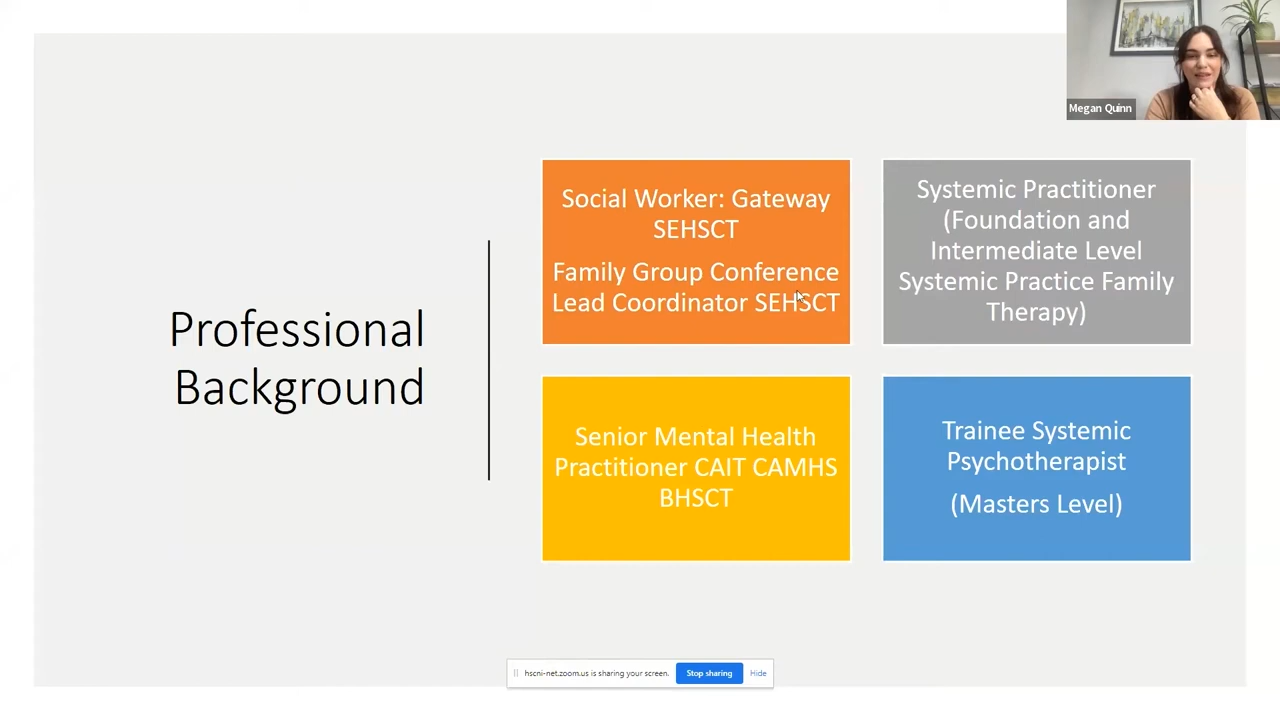 Megan Quinn
Professional
Background
Social Worker: Gateway
SEHSCT
Family Group Conference
Lead Coordinator SEHSCT
Systemic Practitioner
(Foundation and
Intermediate Level
Systemic Practice Family
Therapy)
Senior Mental Health
Practitioner CAIT CAMHS
BHSCT
Trainee Systemic
Psychotherapist
(Masters Level)
hscni-net.zoom.us is sharing your screen.
Stop sharing
Hide